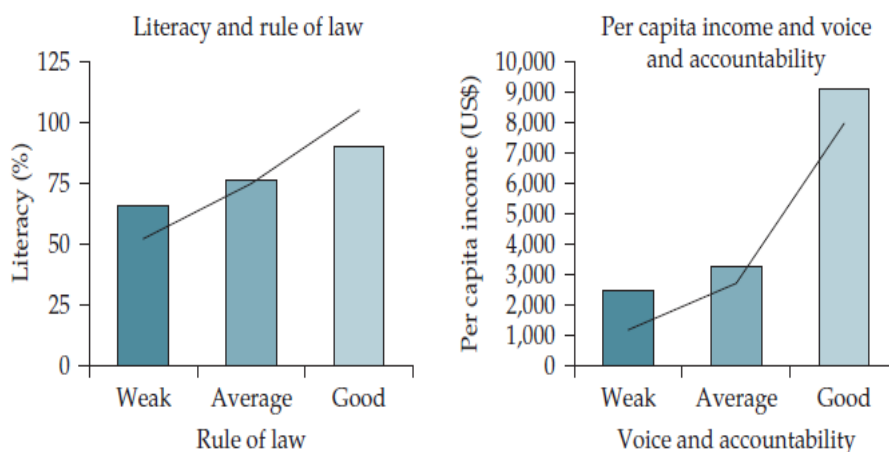 Literacy and rule of law
125
100
75
50
25
0
Literacy (%)
Weak Average Good
Rule of law
Per capita income and voice
and accountability
10,000
9,000
8,000
7,000
6,000
5,000
4,000
3,000
2,000
1,000
0
Per capita income (US$)
Weak Average Good
Voice and accountability